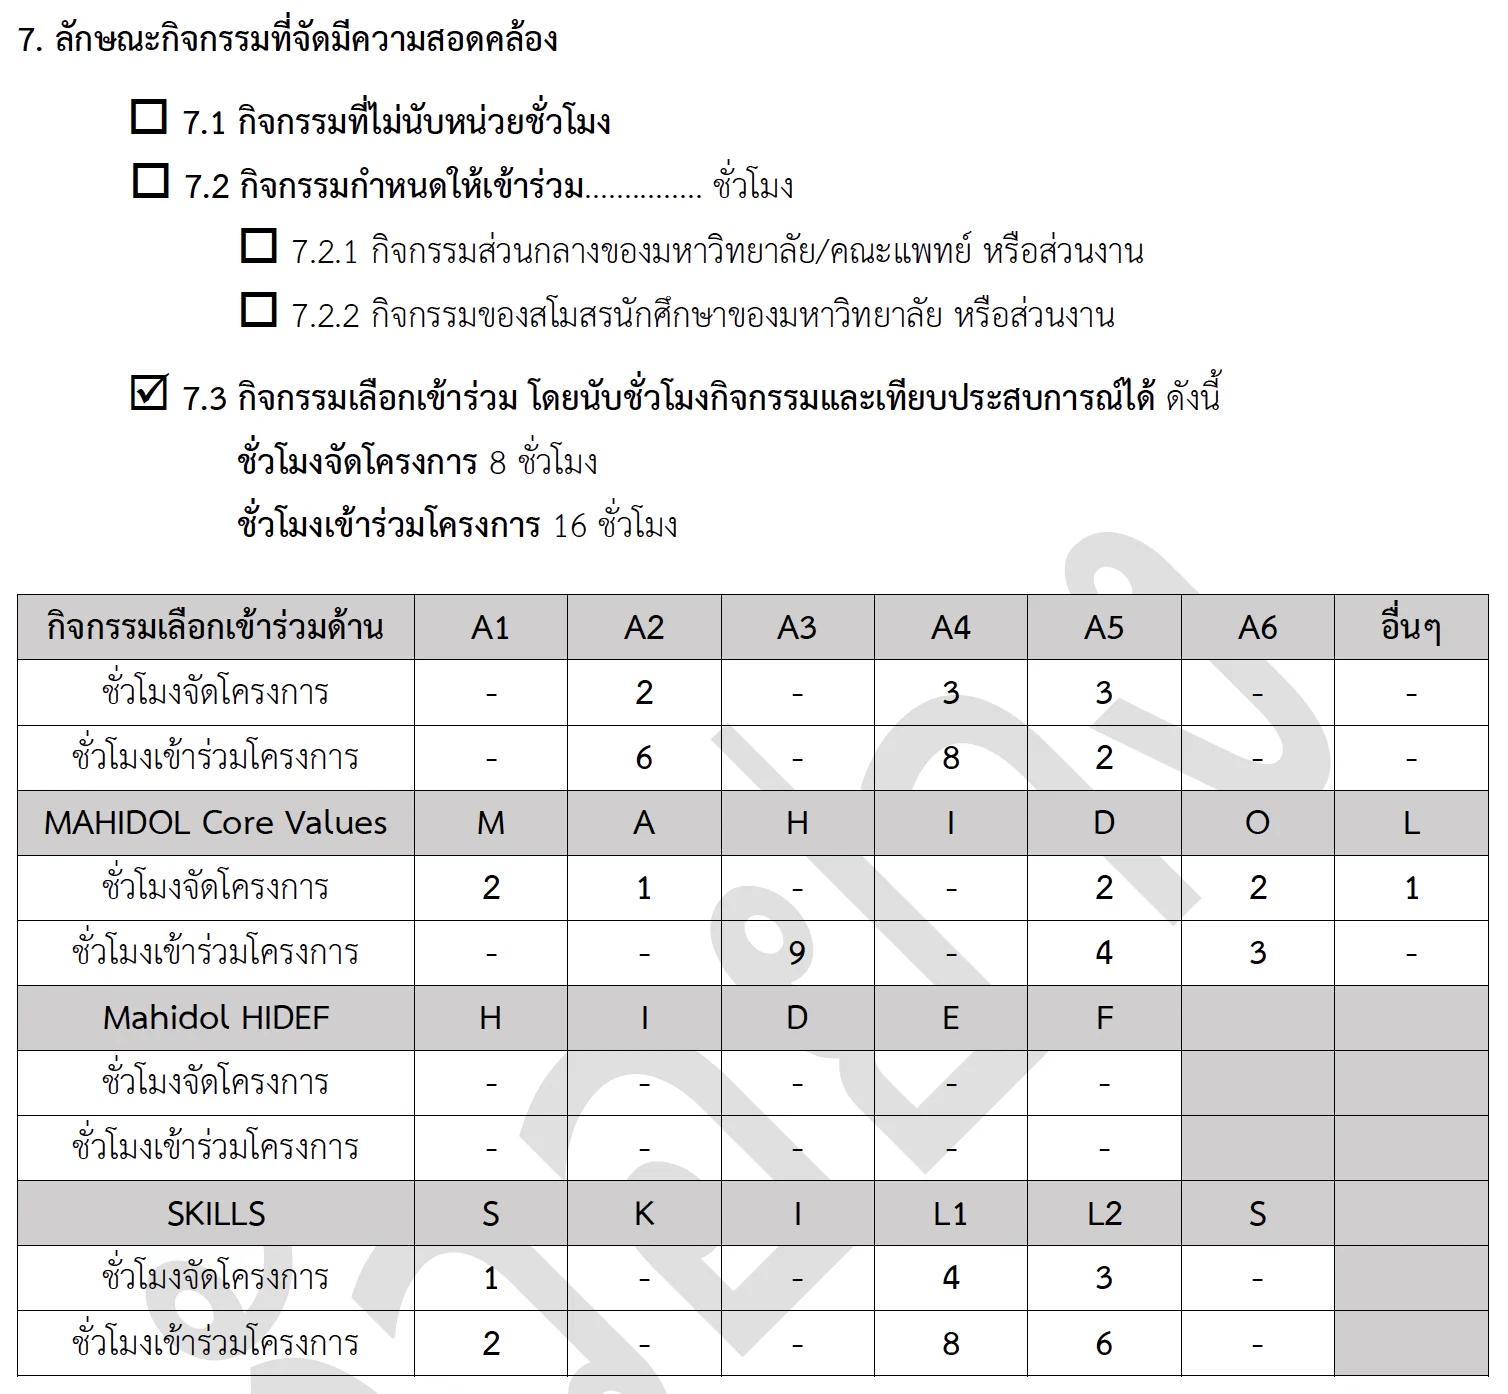 7. ลักษณะกิจกรรมที่จัดมีความสอดคล้อง
☐ 7.1 กิจกรรมที่ไม่นับหน่วยชั่วโมง
☐ 7.2 กิจกรรมกำหนดให้เข้าร่วม............... ชั่วโมง
☐ 7.2.1 กิจกรรมส่วนกลางของมหาวิทยาลัย/คณะแพทย์ หรือส่วนงาน
☐ 7.2.2 กิจกรรมของสโมสรนักศึกษาของมหาวิทยาลัย หรือส่วนงาน
☑ 7.3 กิจกรรมเลือกเข้าร่วม โดยนับชั่วโมงกิจกรรมและเทียบประสบการณ์ได้ ดังนี้
ชั่วโมงจัดโครงการ 8 ชั่วโมง
ชั่วโมงเข้าร่วมโครงการ 16 ชั่วโมง
กิจกรรมเลือกเข้าร่วมด้าน A1 A2 A3 A4 A5 A6 อื่นๆ
ชั่วโมงจัดโครงการ - 2 - 3 3 - -
ชั่วโมงเข้าร่วมโครงการ - 6 - 8 2 - -
MAHIDOL Core Values M A H I D O L
ชั่วโมงจัดโครงการ 2 1 - - 2 2 1
ชั่วโมงเข้าร่วมโครงการ - - 9 - 4 3 -
Mahidol HIDEF H I D E F
ชั่วโมงจัดโครงการ - - - - -
ชั่วโมงเข้าร่วมโครงการ - - - - -
SKILLS S K I L1 L2 S
ชั่วโมงจัดโครงการ 1 - - 4 3 -
ชั่วโมงเข้าร่วมโครงการ 2 - - 8 6 -
ตัวอย่าง